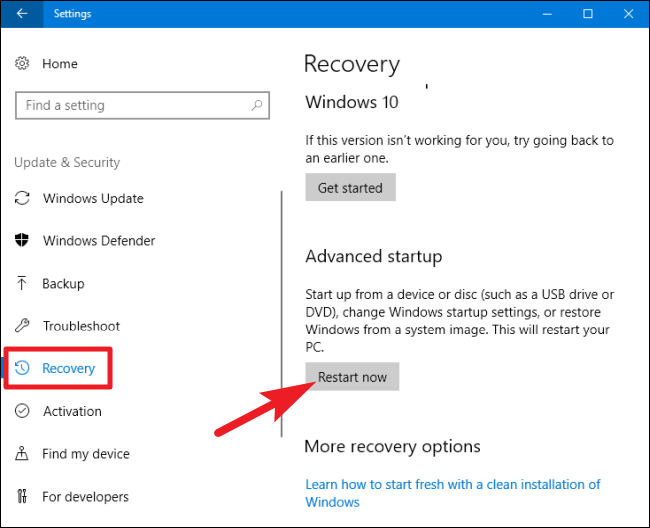 Settings
Home
Find a setting
Update & Security
Windows Update
Windows Defender
Backup
Troubleshoot
Recovery
Activation
Find my device
For developers
Recovery
Windows 10
If this version isn't working for you, try going back to
an earlier one.
Get started
Advanced startup
Start up from a device or disc (such as a USB drive or
DVD), change Windows startup settings, or restore
Windows from a system image. This will restart your
PC.
Restart now
More recovery options
Learn how to start fresh with a clean installation of
Windows